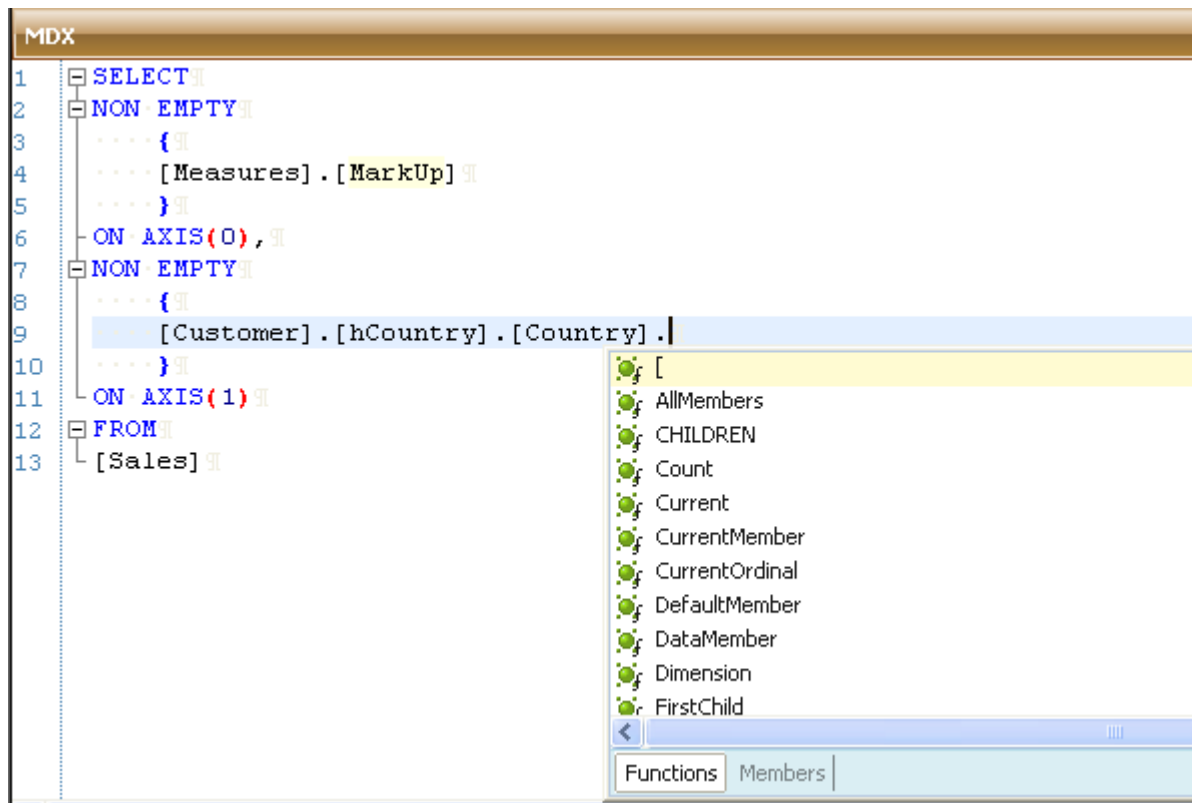 MDX
1 SELECT¶
2 NON·EMPTY¶
3 ····{¶
4 ····[Measures].[MarkUp]¶
5 ····}¶
6 ON·AXIS(0),¶
7 NON·EMPTY¶
8 ····{¶
9 ····[Customer].[hCountry].[Country].¶
10 ····}¶
11 ON·AXIS(1)¶
12 FROM¶
13 [Sales]¶
[
AllMembers
CHILDREN
Count
Current
CurrentMember
CurrentOrdinal
DefaultMember
DataMember
Dimension
FirstChild
Functions Members